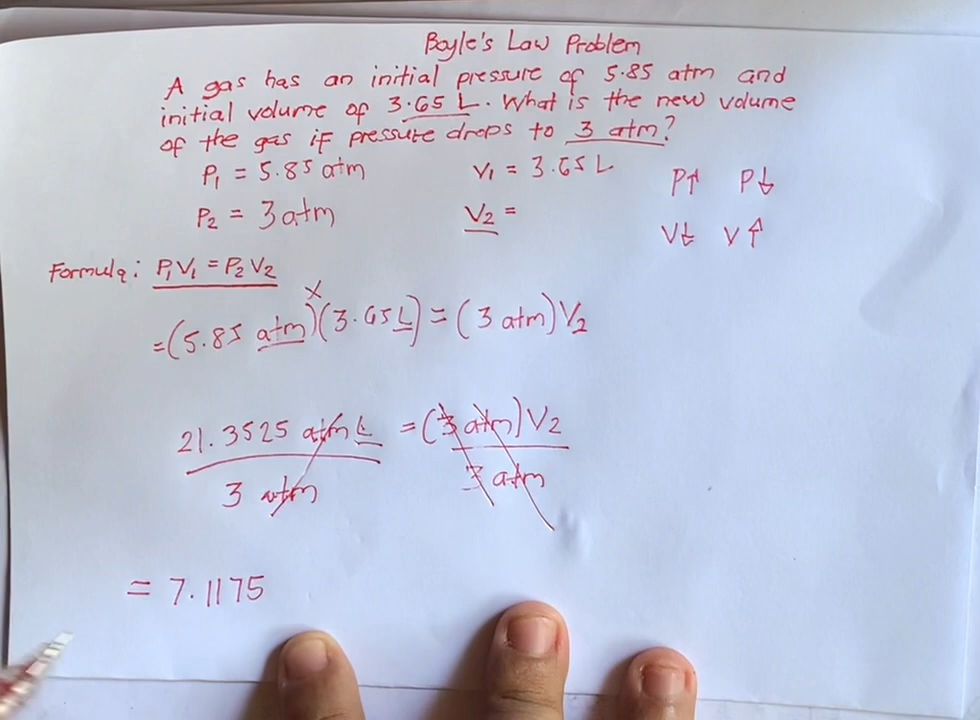 Boyle's Law Problem
A gas has an initial pressure of 5.85 atm and
initial volume of 3.65 L. What is the new volume
of the gas if pressure drops to 3 atm?
P₁ = 5.85 atm V₁ = 3.65 L P↑ P↓
P₂ = 3 atm V₂ = V↓ V↑
Formula: P₁V₁ = P₂V₂
x
=(5.85 atm)(3.65 L) = (3 atm)V₂
21.3525 atm L = (3 atm)V₂
3 atm 3 atm
= 7.1175